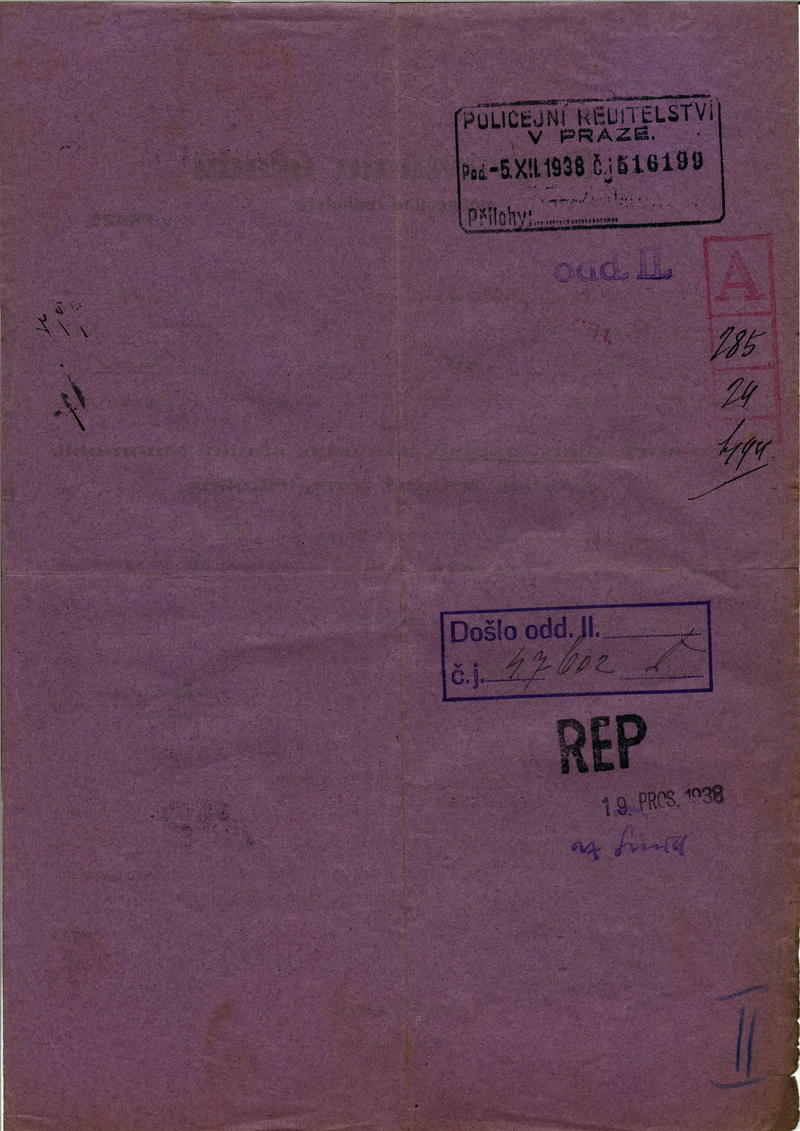 POLICEJNÍ ŘEDITELSTVÍ
V PRAZE.
Pod. -5.XII.1938 č.j. 516199
Přílohy:
odd. II.
A
285
24
494
Došlo odd. II.
č.j. 47602
REP
19. PROS. 1938
II